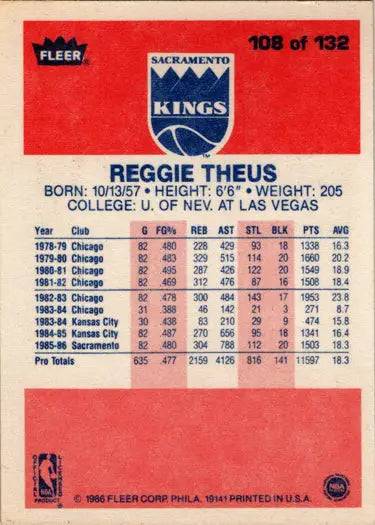 FLEER®
108 of 132
SACRAMENTO
KINGS
TM
REGGIE THEUS
BORN: 10/13/57 • HEIGHT: 6'6" • WEIGHT: 205
COLLEGE: U. OF NEV. AT LAS VEGAS
Year Club G FG% REB AST STL BLK PTS AVG
1978-79 Chicago 82 .480 228 429 93 18 1338 16.3
1979-80 Chicago 82 .483 329 515 114 20 1660 20.2
1980-81 Chicago 82 .495 287 426 122 20 1549 18.9
1981-82 Chicago 82 .469 312 476 87 16 1508 18.4
1982-83 Chicago 82 .478 300 484 143 17 1953 23.8
1983-84 Chicago 31 .388 46 142 21 3 271 8.7
1983-84 Kansas City 30 .438 83 210 29 9 474 15.8
1984-85 Kansas City 82 .487 270 656 95 18 1341 16.4
1985-86 Sacramento 82 .480 304 788 112 20 1503 18.3
Pro Totals 635 .477 2159 4126 816 141 11597 18.3
OFFICIAL LICENSED
NBA
PRODUCT
NBA
© 1986 FLEER CORP. PHILA. 19141 PRINTED IN U.S.A.